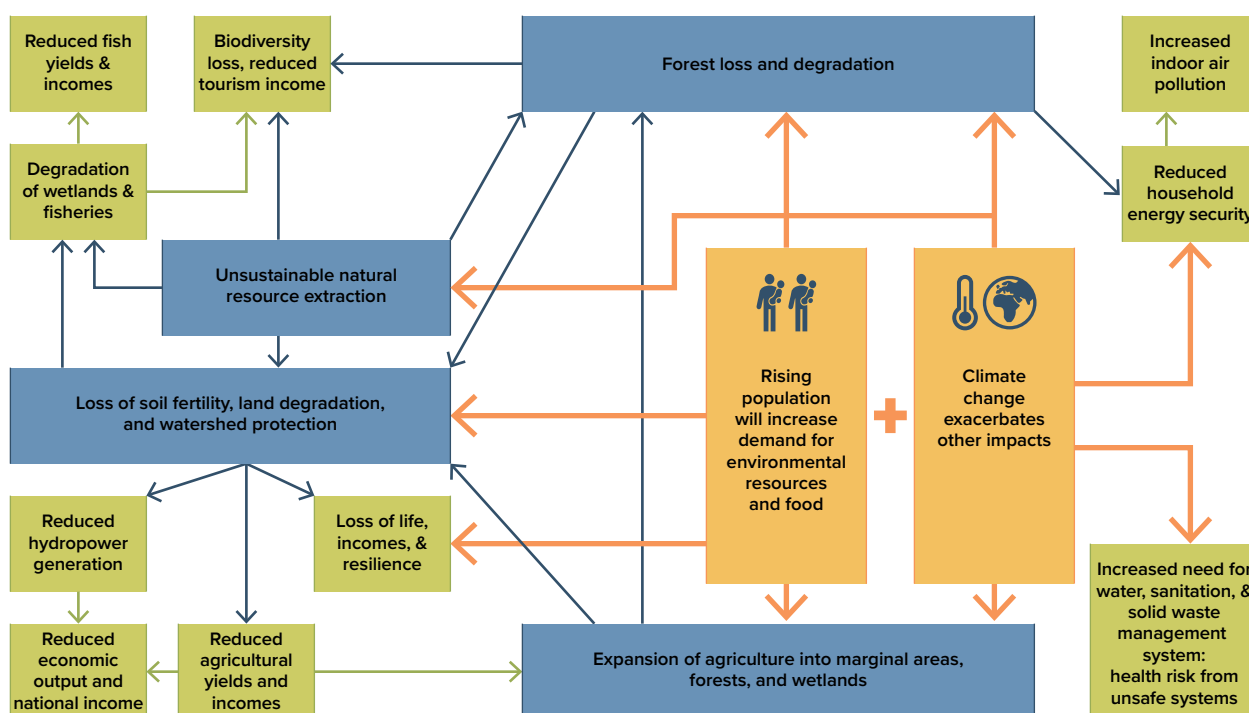 Reduced fish
yields &
incomes
Biodiversity
loss, reduced
tourism income
Forest loss and degradation
Increased
indoor air
pollution
Degradation
of wetlands &
fisheries
Reduced
household
energy security
Unsustainable natural
resource extraction
Rising
population
will increase
demand for
environmental
resources
and food
Climate
change
exacerbates
other impacts
Loss of soil fertility, land degradation,
and watershed protection
Reduced
hydropower
generation
Loss of life,
incomes, &
resilience
Increased need for
water, sanitation, &
solid waste
management
system:
health risk from
unsafe systems
Reduced
economic
output and
national income
Reduced
agricultural
yields and
incomes
Expansion of agriculture into marginal areas,
forests, and wetlands